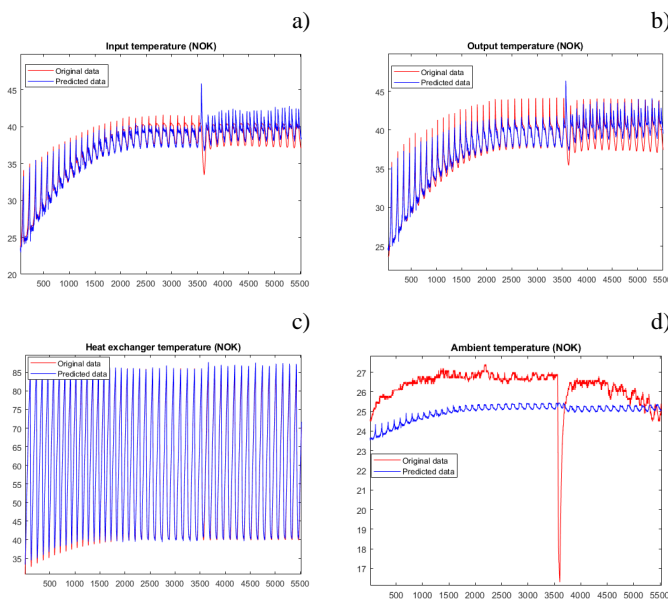 a)
Input temperature (NOK)
Original data
Predicted data
45
40
35
30
25
20
500 1000 1500 2000 2500 3000 3500 4000 4500 5000 5500
b)
Output temperature (NOK)
Original data
Predicted data
45
40
35
30
25
500 1000 1500 2000 2500 3000 3500 4000 4500 5000 5500
c)
Heat exchanger temperature (NOK)
Original data
Predicted data
85
80
75
70
65
60
55
50
45
40
35
500 1000 1500 2000 2500 3000 3500 4000 4500 5000 5500
d)
Ambient temperature (NOK)
27
26
25
24
23
22
21
20
19
18
17
Original data
Predicted data
500 1000 1500 2000 2500 3000 3500 4000 4500 5000 5500